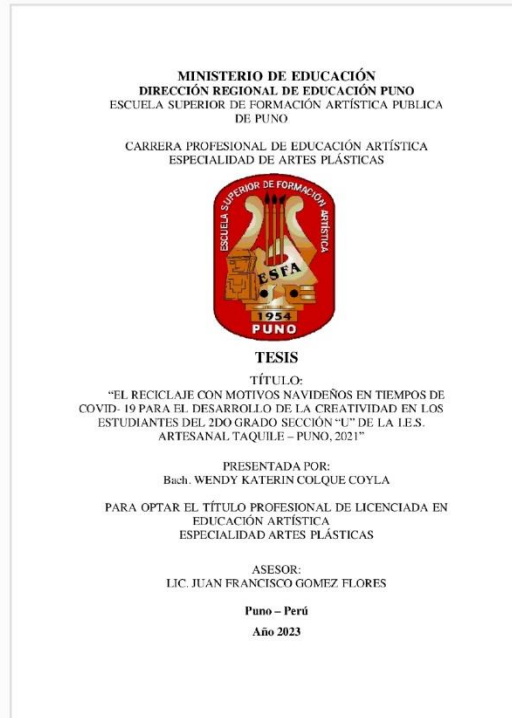 MINISTERIO DE EDUCACIÓN
DIRECCIÓN REGIONAL DE EDUCACIÓN PUNO
ESCUELA SUPERIOR DE FORMACIÓN ARTÍSTICA PUBLICA
DE PUNO
CARRERA PROFESIONAL DE EDUCACIÓN ARTÍSTICA
ESPECIALIDAD DE ARTES PLÁSTICAS
ESCUELA SUPERIOR DE FORMACIÓN ARTÍSTICA
ESFA
1954
PUNO
TESIS
TÍTULO:
“EL RECICLAJE CON MOTIVOS NAVIDEÑOS EN TIEMPOS DE
COVID- 19 PARA EL DESARROLLO DE LA CREATIVIDAD EN LOS
ESTUDIANTES DEL 2DO GRADO SECCIÓN “U” DE LA I.E.S.
ARTESANAL TAQUILE – PUNO, 2021”
PRESENTADA POR:
Bach. WENDY KATERIN COLQUE COYLA
PARA OPTAR EL TÍTULO PROFESIONAL DE LICENCIADA EN
EDUCACIÓN ARTÍSTICA
ESPECIALIDAD ARTES PLÁSTICAS
ASESOR:
LIC. JUAN FRANCISCO GOMEZ FLORES
Puno – Perú
Año 2023